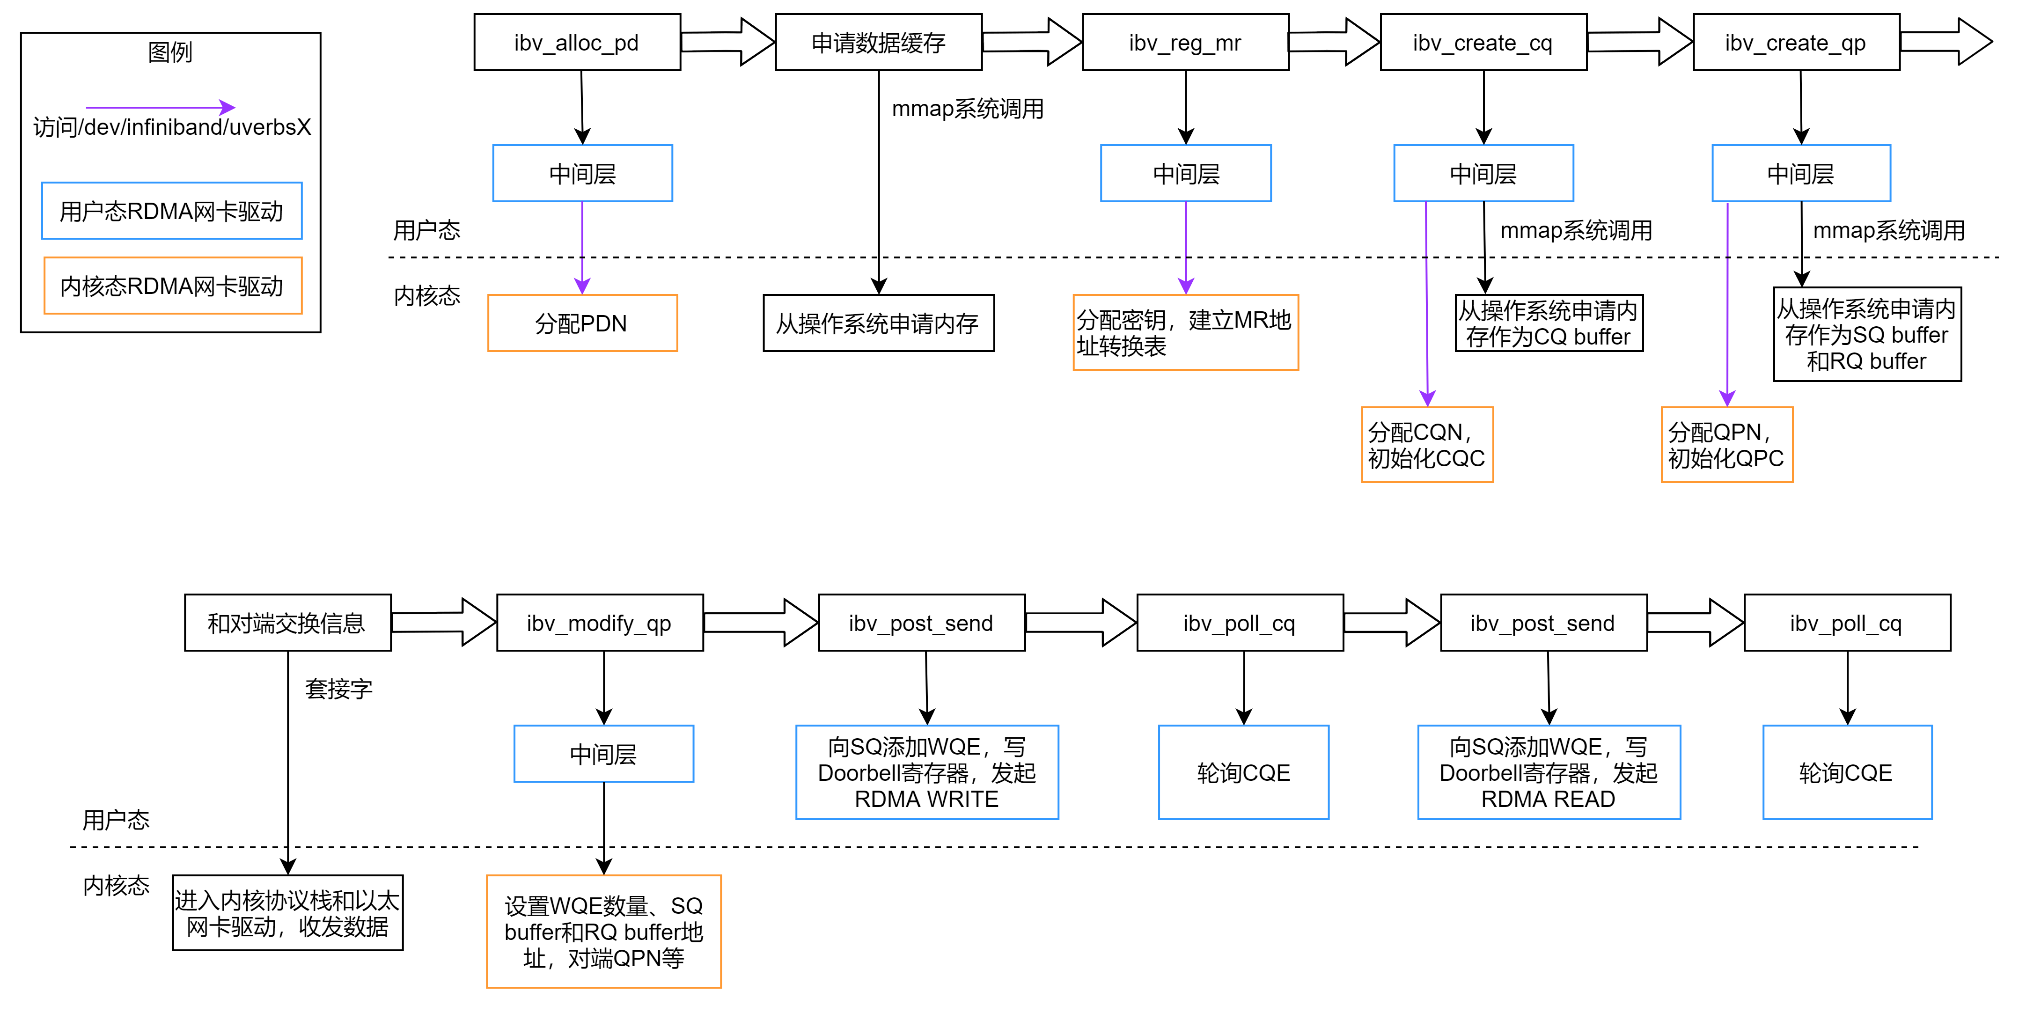 图例
访问/dev/infiniband/uverbsX
用户态RDMA网卡驱动
内核态RDMA网卡驱动
ibv_alloc_pd
申请数据缓存
ibv_reg_mr
ibv_create_cq
ibv_create_qp
mmap系统调用
中间层
中间层
中间层
中间层
用户态
mmap系统调用
mmap系统调用
内核态
分配PDN
从操作系统申请内存
分配密钥，建立MR地
址转换表
从操作系统申请内
存作为CQ buffer
从操作系统申请内
存作为SQ buffer
和RQ buffer
分配CQN，
初始化CQC
分配QPN，
初始化QPC
和对端交换信息
ibv_modify_qp
ibv_post_send
ibv_poll_cq
ibv_post_send
ibv_poll_cq
套接字
中间层
向SQ添加WQE，写
Doorbell寄存器，发起
RDMA WRITE
轮询CQE
向SQ添加WQE，写
Doorbell寄存器，发起
RDMA READ
轮询CQE
用户态
内核态
进入内核协议栈和以太
网卡驱动，收发数据
设置WQE数量、SQ
buffer和RQ buffer地
址，对端QPN等